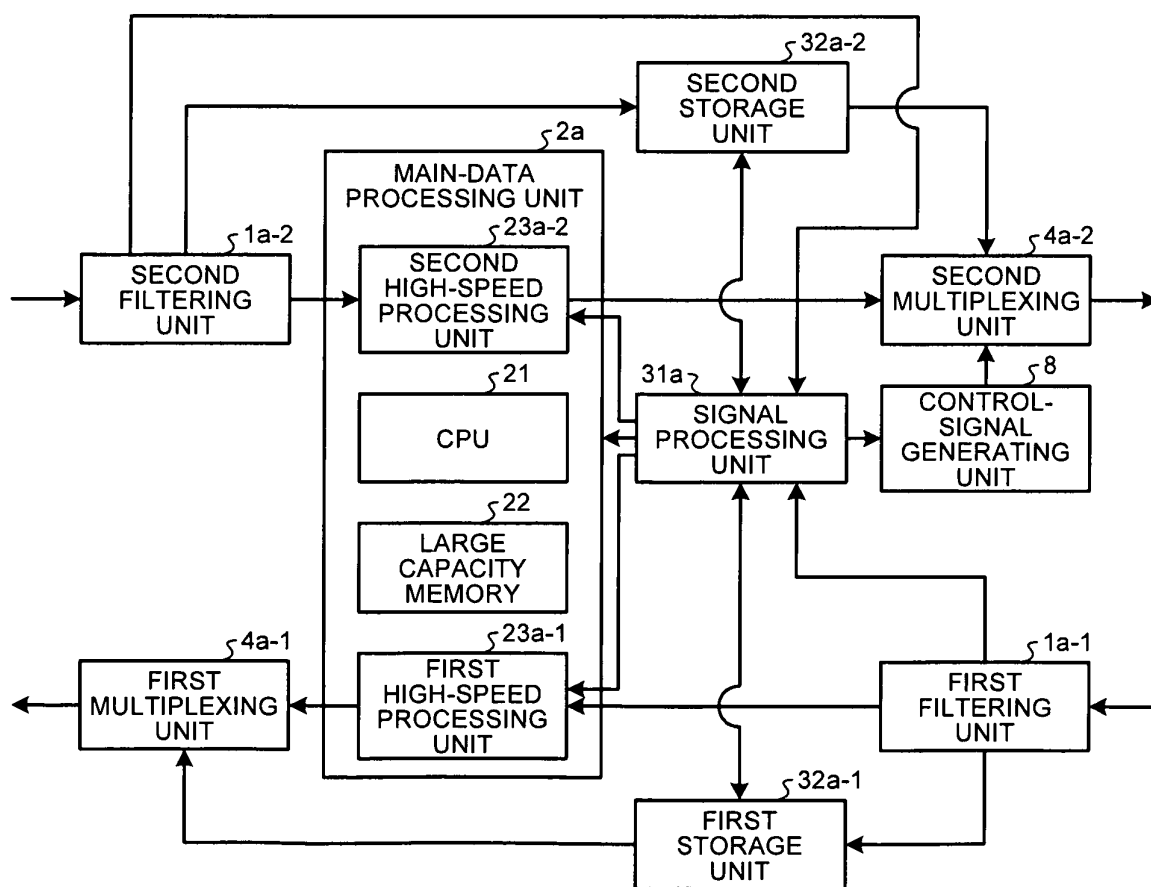 32a-2
SECOND
STORAGE
UNIT
2a
MAIN-DATA
PROCESSING UNIT
1a-2
SECOND
FILTERING
UNIT
23a-2
SECOND
HIGH-SPEED
PROCESSING
UNIT
4a-2
SECOND
MULTIPLEXING
UNIT
21
CPU
31a
SIGNAL
PROCESSING
UNIT
8
CONTROL-
SIGNAL
GENERATING
UNIT
22
LARGE
CAPACITY
MEMORY
4a-1
FIRST
MULTIPLEXING
UNIT
23a-1
FIRST
HIGH-SPEED
PROCESSING
UNIT
1a-1
FIRST
FILTERING
UNIT
32a-1
FIRST
STORAGE
UNIT